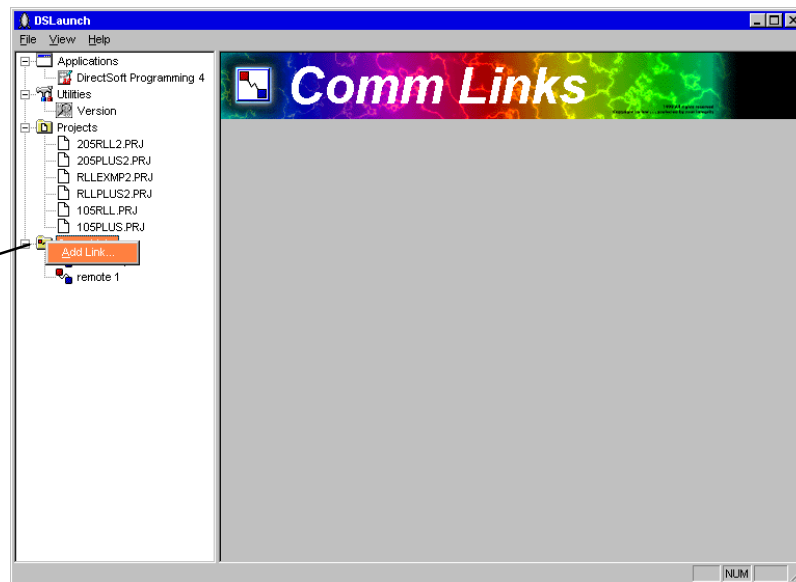 DSLaunch
File View Help
Applications
DirectSoft Programming 4
Utilities
Version
Projects
205RLL2.PRJ
205PLUS2.PRJ
RLLEXMP2.PRJ
RLLPLUS2.PRJ
105RLL.PRJ
105PLUS.PRJ
Add Link...
remote 1
Comm Links
NUM